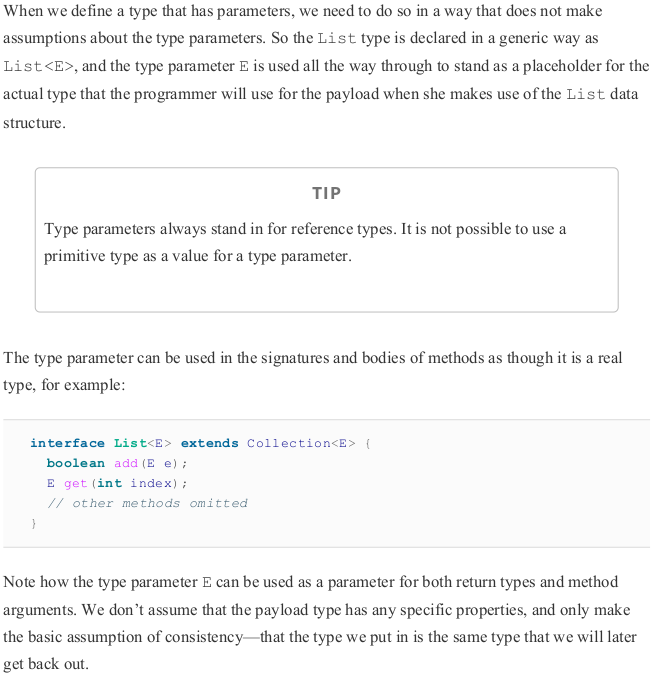 When we define a type that has parameters, we need to do so in a way that does not make
assumptions about the type parameters. So the List type is declared in a generic way as
List<E>, and the type parameter E is used all the way through to stand as a placeholder for the
actual type that the programmer will use for the payload when she makes use of the List data
structure.
TIP
Type parameters always stand in for reference types. It is not possible to use a
primitive type as a value for a type parameter.
The type parameter can be used in the signatures and bodies of methods as though it is a real
type, for example:
interface List<E> extends Collection<E> {
  boolean add(E e);
  E get(int index);
  // other methods omitted
}
Note how the type parameter E can be used as a parameter for both return types and method
arguments. We don’t assume that the payload type has any specific properties, and only make
the basic assumption of consistency—that the type we put in is the same type that we will later
get back out.